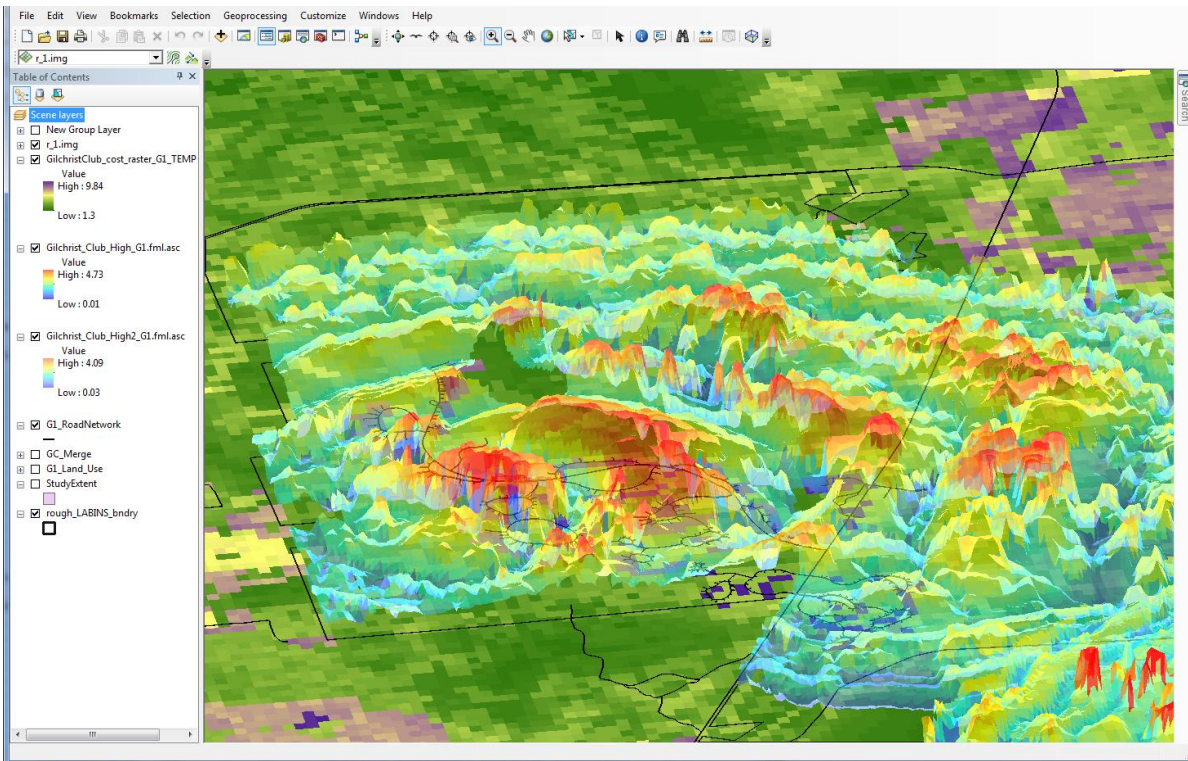 File Edit View Bookmarks Selection Geoprocessing Customize Windows Help
r_1.img
Table of Contents
Search
Scene layers
New Group Layer
r_1.img
GilchristClub_cost_raster_G1_TEMP
Value
High : 9.84
Low : 1.3
Gilchrist_Club_High_G1.fml.asc
Value
High : 4.73
Low : 0.01
Gilchrist_Club_High2_G1.fml.asc
Value
High : 4.09
Low : 0.03
G1_RoadNetwork
GC_Merge
G1_Land_Use
StudyExtent
rough_LABINS_bndry